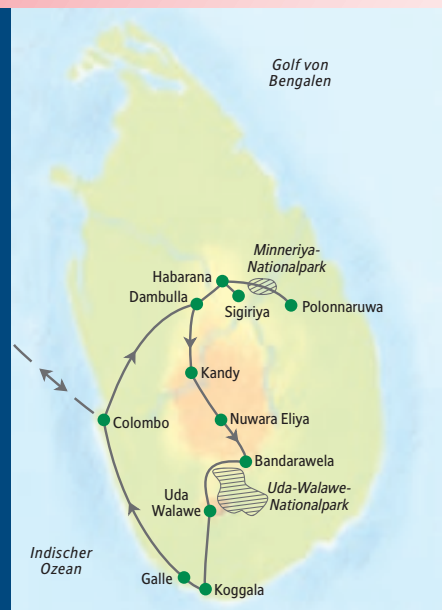 Golf von
Bengalen
Minneriya-
Nationalpark
Habarana
Dambulla
Sigiriya
Polonnaruwa
Kandy
Colombo
Nuwara Eliya
Bandarawela
Uda
Walawe
Uda-Walawe-
Nationalpark
Indischer
Ozean
Galle
Koggala